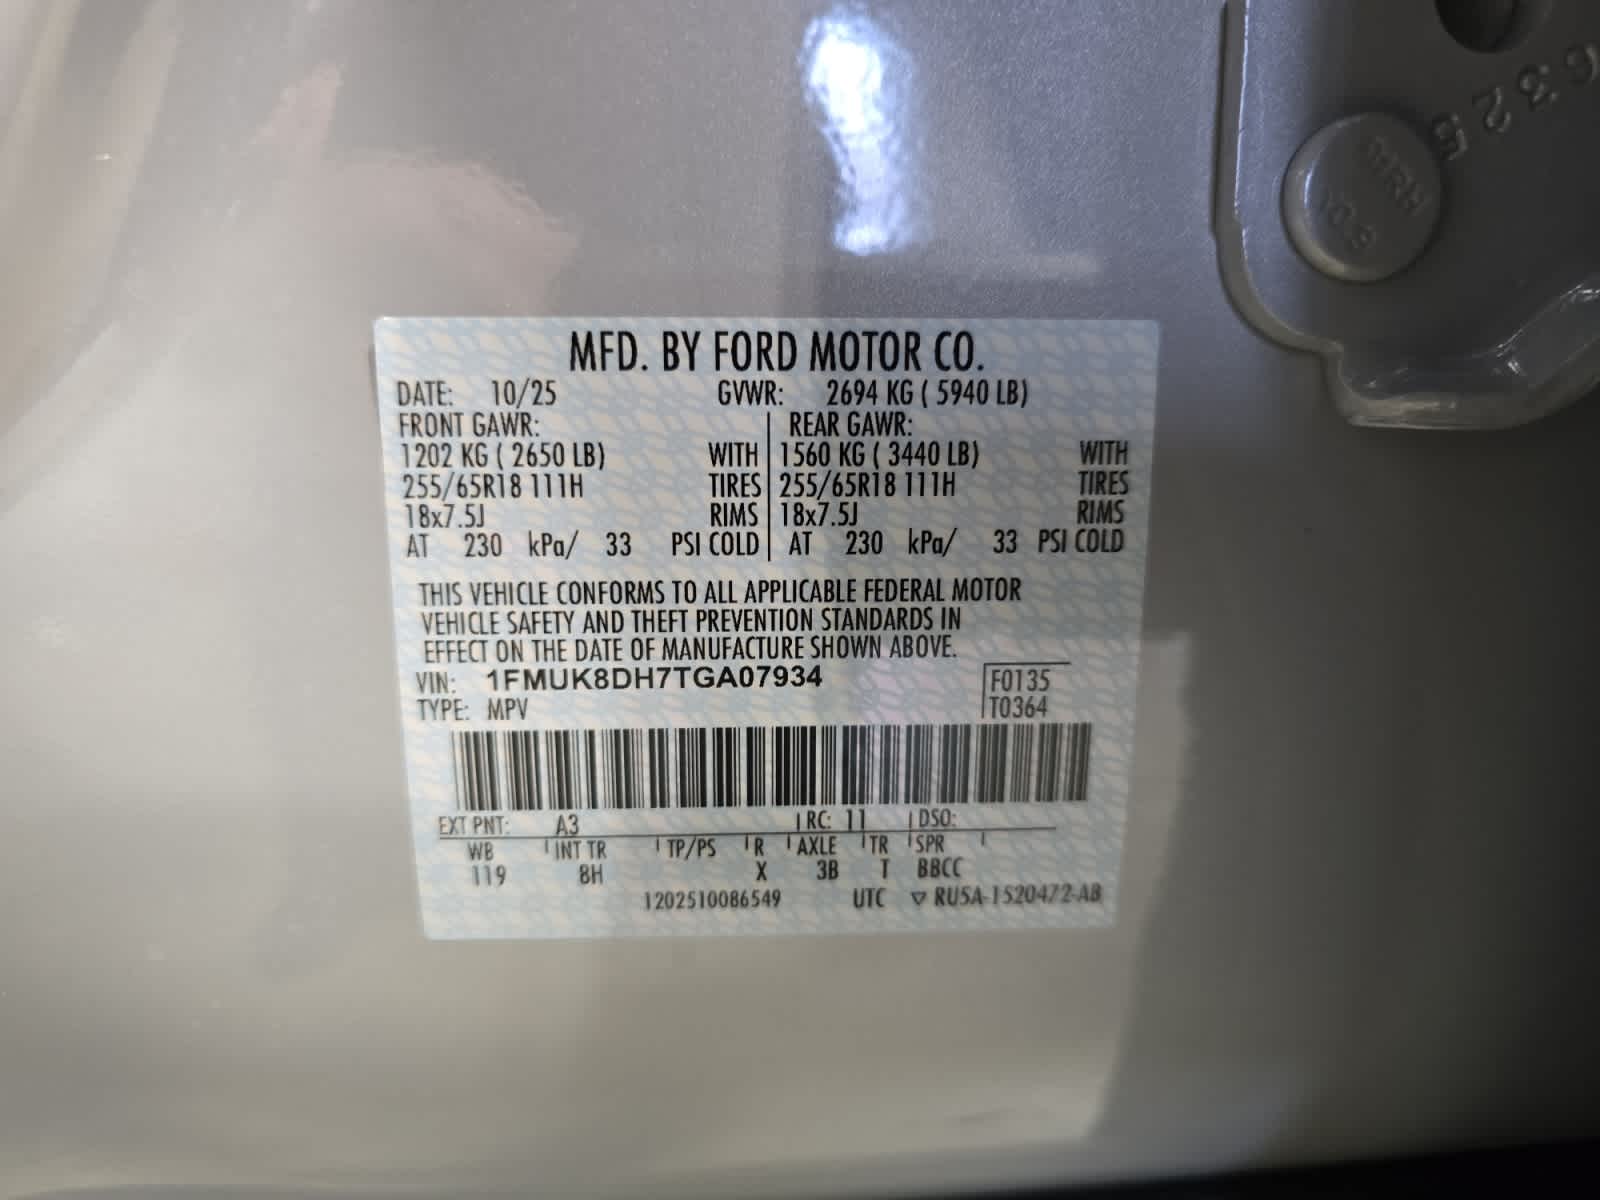 6325
HRM
60X
MFD. BY FORD MOTOR CO.
DATE: 10/25 GVWR: 2694 KG ( 5940 LB)
FRONT GAWR: REAR GAWR:
1202 KG ( 2650 LB) WITH 1560 KG ( 3440 LB) WITH
255/65R18 111H TIRES 255/65R18 111H TIRES
18x7.5J RIMS 18x7.5J RIMS
AT 230 kPa/ 33 PSI COLD AT 230 kPa/ 33 PSI COLD
THIS VEHICLE CONFORMS TO ALL APPLICABLE FEDERAL MOTOR
VEHICLE SAFETY AND THEFT PREVENTION STANDARDS IN
EFFECT ON THE DATE OF MANUFACTURE SHOWN ABOVE.
VIN: 1FMUK8DH7TGA07934 F0135
TYPE: MPV T0364
EXT PNT: A3 RC: 11 DSO:
WB INT TR TP/PS R AXLE TR SPR
119 8H X 3B T BBCC
1202510086549 UTC ▽ RU5A-1520472-AB